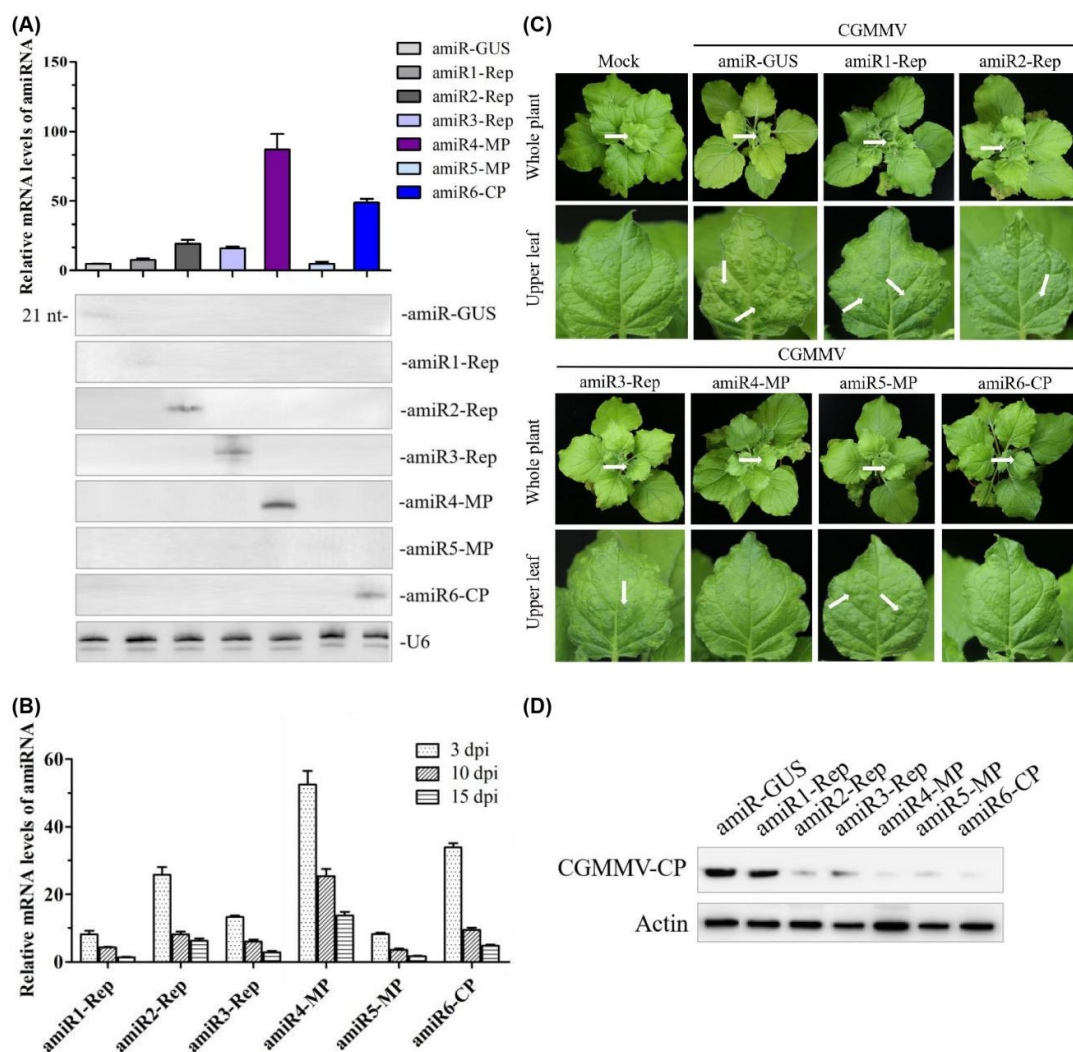 (A)
Relative mRNA levels of amiRNA
150
100
50
0
amiR-GUS
amiR1-Rep
amiR2-Rep
amiR3-Rep
amiR4-MP
amiR5-MP
amiR6-CP
21 nt-
-amiR-GUS
-amiR1-Rep
-amiR2-Rep
-amiR3-Rep
-amiR4-MP
-amiR5-MP
-amiR6-CP
-U6
(B)
Relative mRNA levels of amiRNA
60
40
20
0
3 dpi
10 dpi
15 dpi
amiR1-Rep
amiR2-Rep
amiR3-Rep
amiR4-MP
amiR5-MP
amiR6-CP
(C)
CGMMV
Mock amiR-GUS amiR1-Rep amiR2-Rep
Whole plant
Upper leaf
CGMMV
amiR3-Rep amiR4-MP amiR5-MP amiR6-CP
Whole plant
Upper leaf
(D)
amiR-GUS
amiR1-Rep
amiR2-Rep
amiR3-Rep
amiR4-MP
amiR5-MP
amiR6-CP
CGMMV-CP
Actin